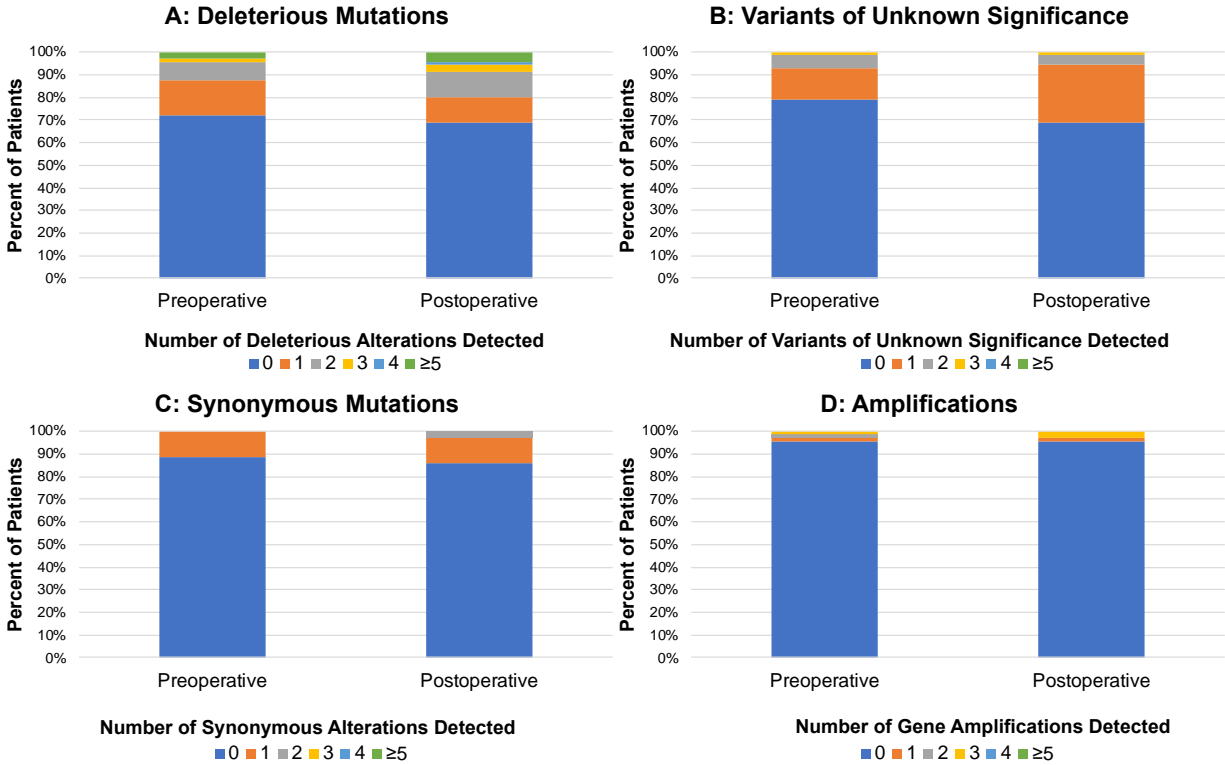 A: Deleterious Mutations
100%
90%
80%
70%
60%
50%
40%
30%
20%
10%
0%
Percent of Patients
Preoperative Postoperative
Number of Deleterious Alterations Detected
0 1 2 3 4 ≥5
B: Variants of Unknown Significance
100%
90%
80%
70%
60%
50%
40%
30%
20%
10%
0%
Percent of Patients
Preoperative Postoperative
Number of Variants of Unknown Significance Detected
0 1 2 3 4 ≥5
C: Synonymous Mutations
100%
90%
80%
70%
60%
50%
40%
30%
20%
10%
0%
Percent of Patients
Preoperative Postoperative
Number of Synonymous Alterations Detected
0 1 2 3 4 ≥5
D: Amplifications
100%
90%
80%
70%
60%
50%
40%
30%
20%
10%
0%
Percent of Patients
Preoperative Postoperative
Number of Gene Amplifications Detected
0 1 2 3 4 ≥5